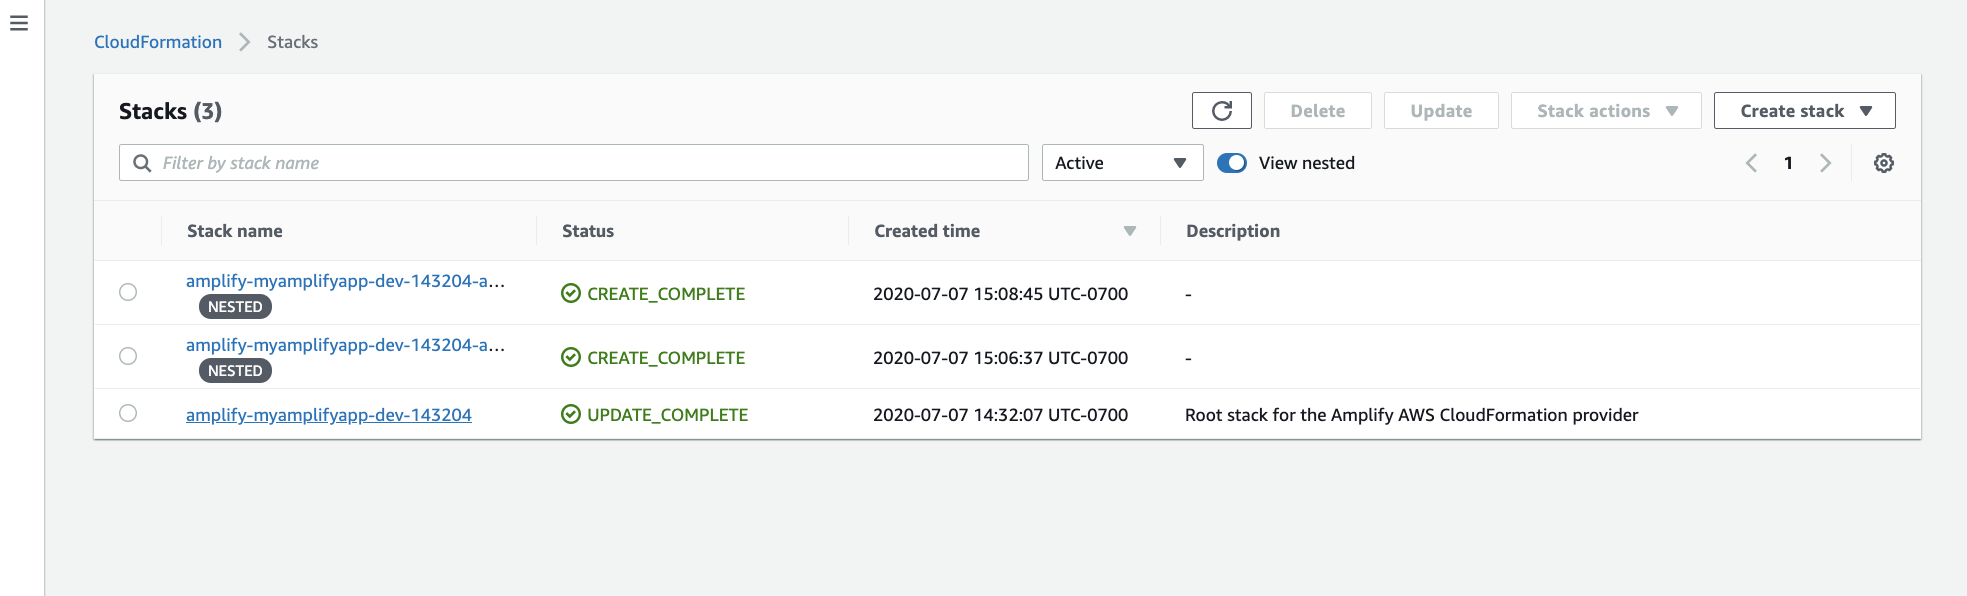 CloudFormation > Stacks
Stacks (3)
Delete
Update
Stack actions
Create stack
Filter by stack name
Active
View nested
1
Stack name Status Created time Description
amplify-myamplifyapp-dev-143204-a...
NESTED
CREATE_COMPLETE 2020-07-07 15:08:45 UTC-0700 -
amplify-myamplifyapp-dev-143204-a...
NESTED
CREATE_COMPLETE 2020-07-07 15:06:37 UTC-0700 -
amplify-myamplifyapp-dev-143204 UPDATE_COMPLETE 2020-07-07 14:32:07 UTC-0700 Root stack for the Amplify AWS CloudFormation provider